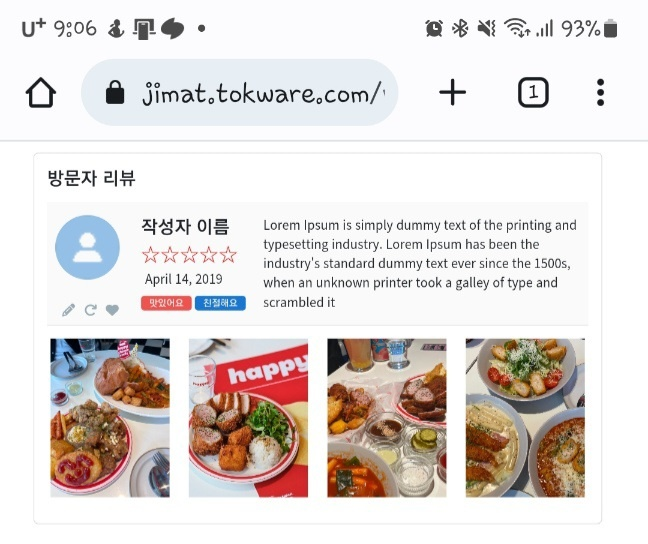 U+ 9:06 93%
jimat.tokware.com/
1
방문자 리뷰
작성자 이름
☆☆☆☆☆
April 14, 2019
맛있어요 친절해요
Lorem Ipsum is simply dummy text of the printing and
typesetting industry. Lorem Ipsum has been the
industry's standard dummy text ever since the 1500s,
when an unknown printer took a galley of type and
scrambled it
happy